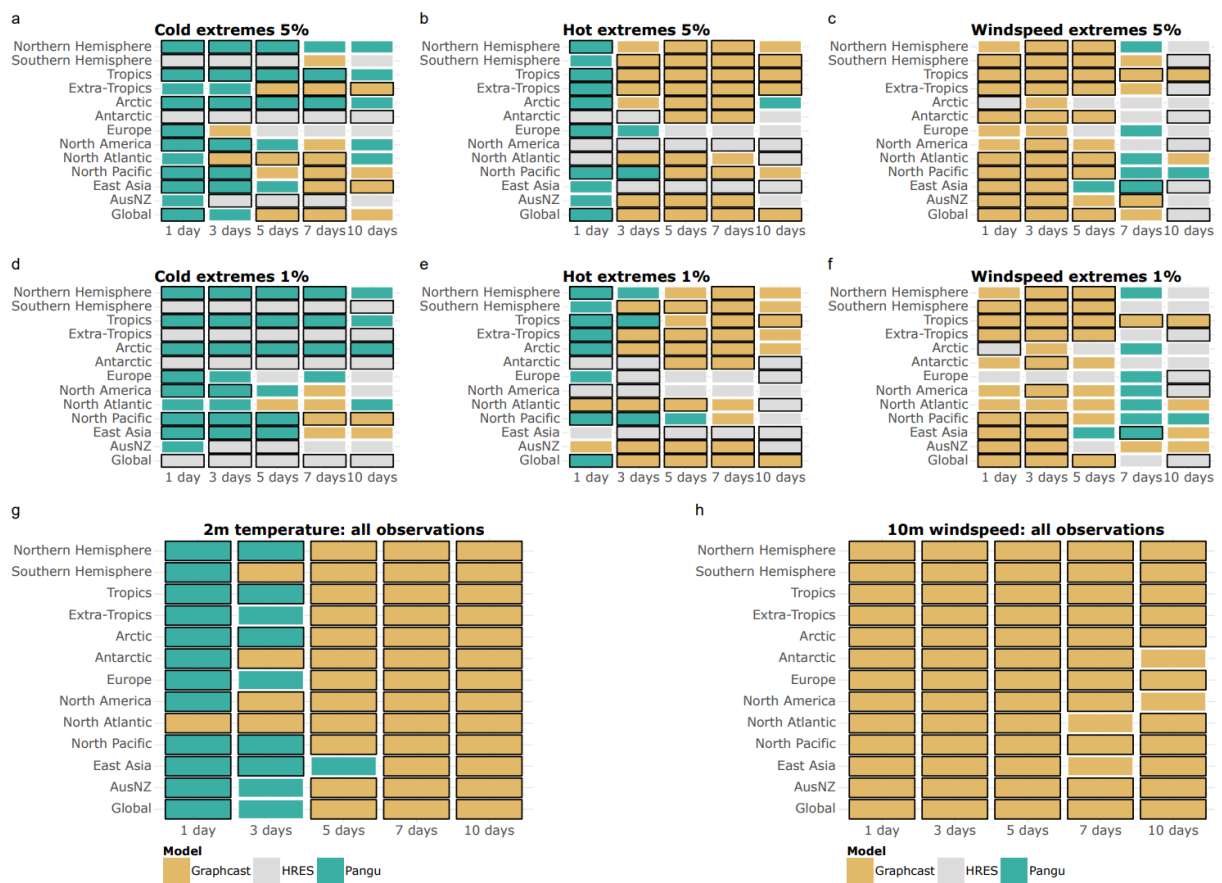 a
Cold extremes 5%
Northern Hemisphere
Southern Hemisphere
Tropics
Extra-Tropics
Arctic
Antarctic
Europe
North America
North Atlantic
North Pacific
East Asia
AusNZ
Global
1 day 3 days 5 days 7 days 10 days
b
Hot extremes 5%
Northern Hemisphere
Southern Hemisphere
Tropics
Extra-Tropics
Arctic
Antarctic
Europe
North America
North Atlantic
North Pacific
East Asia
AusNZ
Global
1 day 3 days 5 days 7 days 10 days
c
Windspeed extremes 5%
Northern Hemisphere
Southern Hemisphere
Tropics
Extra-Tropics
Arctic
Antarctic
Europe
North America
North Atlantic
North Pacific
East Asia
AusNZ
Global
1 day 3 days 5 days 7 days 10 days
d
Cold extremes 1%
Northern Hemisphere
Southern Hemisphere
Tropics
Extra-Tropics
Arctic
Antarctic
Europe
North America
North Atlantic
North Pacific
East Asia
AusNZ
Global
1 day 3 days 5 days 7 days 10 days
e
Hot extremes 1%
Northern Hemisphere
Southern Hemisphere
Tropics
Extra-Tropics
Arctic
Antarctic
Europe
North America
North Atlantic
North Pacific
East Asia
AusNZ
Global
1 day 3 days 5 days 7 days 10 days
f
Windspeed extremes 1%
Northern Hemisphere
Southern Hemisphere
Tropics
Extra-Tropics
Arctic
Antarctic
Europe
North America
North Atlantic
North Pacific
East Asia
AusNZ
Global
1 day 3 days 5 days 7 days 10 days
g
2m temperature: all observations
Northern Hemisphere
Southern Hemisphere
Tropics
Extra-Tropics
Arctic
Antarctic
Europe
North America
North Atlantic
North Pacific
East Asia
AusNZ
Global
1 day 3 days 5 days 7 days 10 days
Model
Graphcast HRES Pangu
h
10m windspeed: all observations
Northern Hemisphere
Southern Hemisphere
Tropics
Extra-Tropics
Arctic
Antarctic
Europe
North America
North Atlantic
North Pacific
East Asia
AusNZ
Global
1 day 3 days 5 days 7 days 10 days
Model
Graphcast HRES Pangu